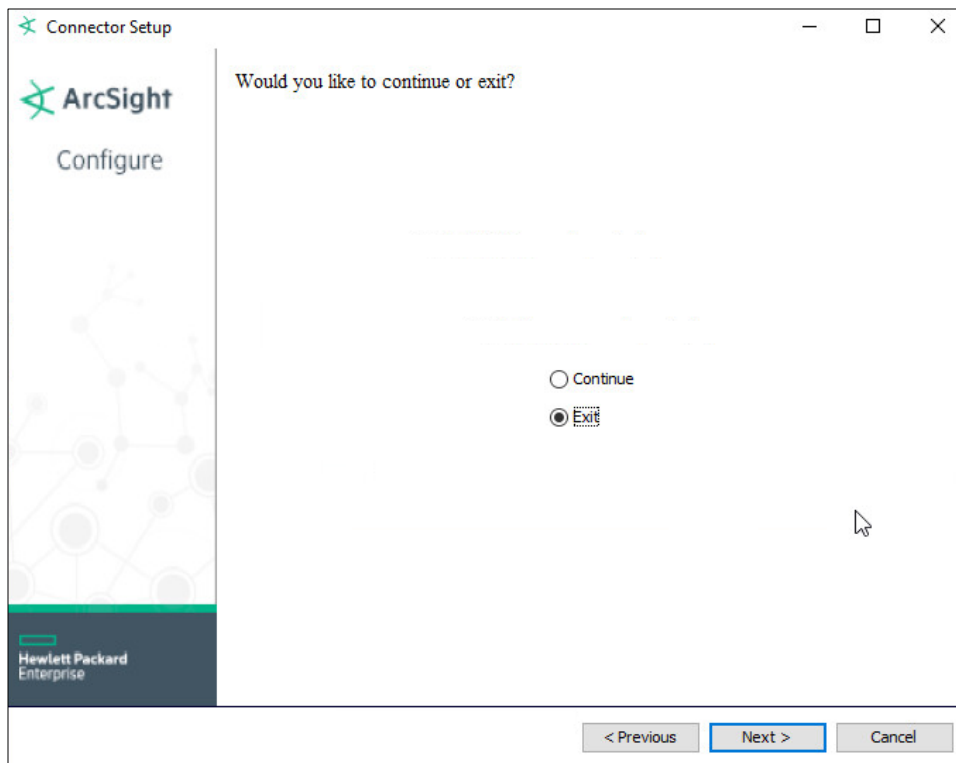 Connector Setup
ArcSight
Configure
Would you like to continue or exit?
Continue
Exit
Hewlett Packard
Enterprise
< Previous
Next >
Cancel